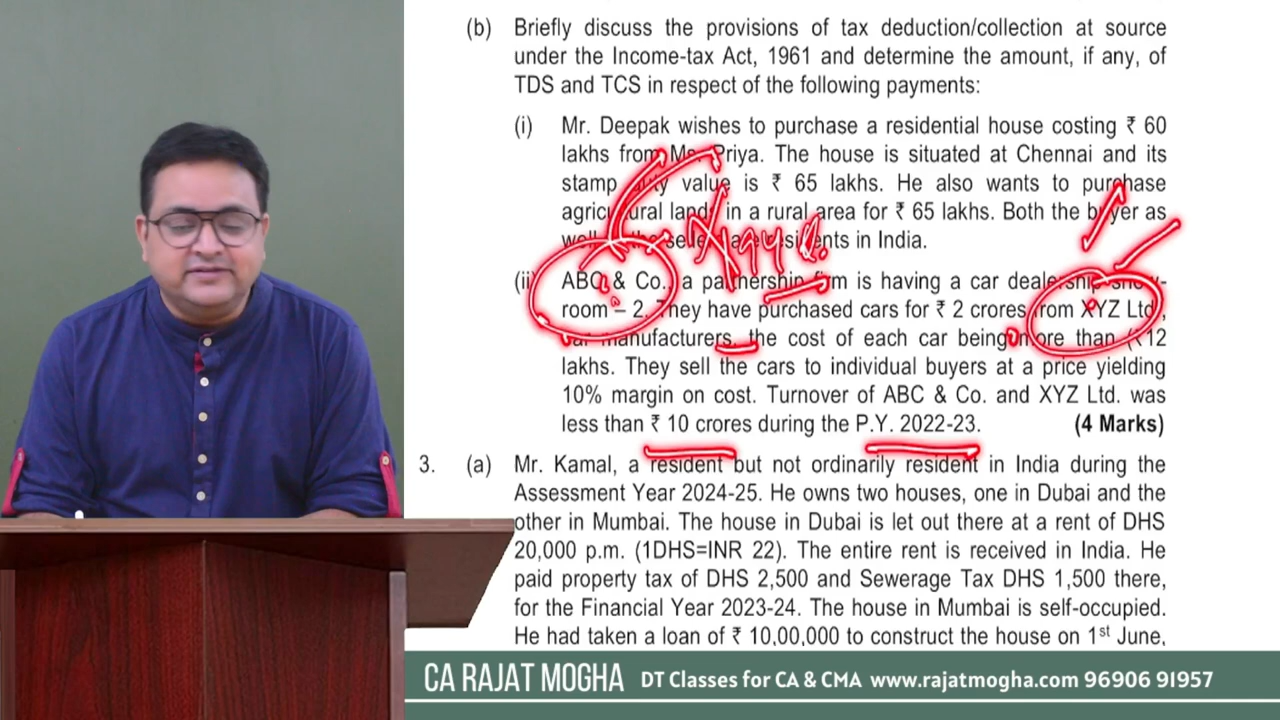 (b) Briefly discuss the provisions of tax deduction/collection at source
under the Income-tax Act, 1961 and determine the amount, if any, of
TDS and TCS in respect of the following payments:
(i) Mr. Deepak wishes to purchase a residential house costing ₹ 60
lakhs from Ms. Priya. The house is situated at Chennai and its
stamp duty value is ₹ 65 lakhs. He also wants to purchase
agricultural lands in a rural area for ₹ 65 lakhs. Both the buyer as
well as the seller are residents in India.
(ii) ABC & Co., a partnership firm is having a car dealership show-
room – 2. They have purchased cars for ₹ 2 crores from XYZ Ltd.,
car manufacturers, the cost of each car being more than (₹12
lakhs. They sell the cars to individual buyers at a price yielding
10% margin on cost. Turnover of ABC & Co. and XYZ Ltd. was
less than ₹ 10 crores during the P.Y. 2022-23. (4 Marks)
3. (a) Mr. Kamal, a resident but not ordinarily resident in India during the
Assessment Year 2024-25. He owns two houses, one in Dubai and the
other in Mumbai. The house in Dubai is let out there at a rent of DHS
20,000 p.m. (1DHS=INR 22). The entire rent is received in India. He
paid property tax of DHS 2,500 and Sewerage Tax DHS 1,500 there,
for the Financial Year 2023-24. The house in Mumbai is self-occupied.
He had taken a loan of ₹ 10,00,000 to construct the house on 1st June,
CA RAJAT MOGHA DT Classes for CA & CMA www.rajatmogha.com 96906 91957